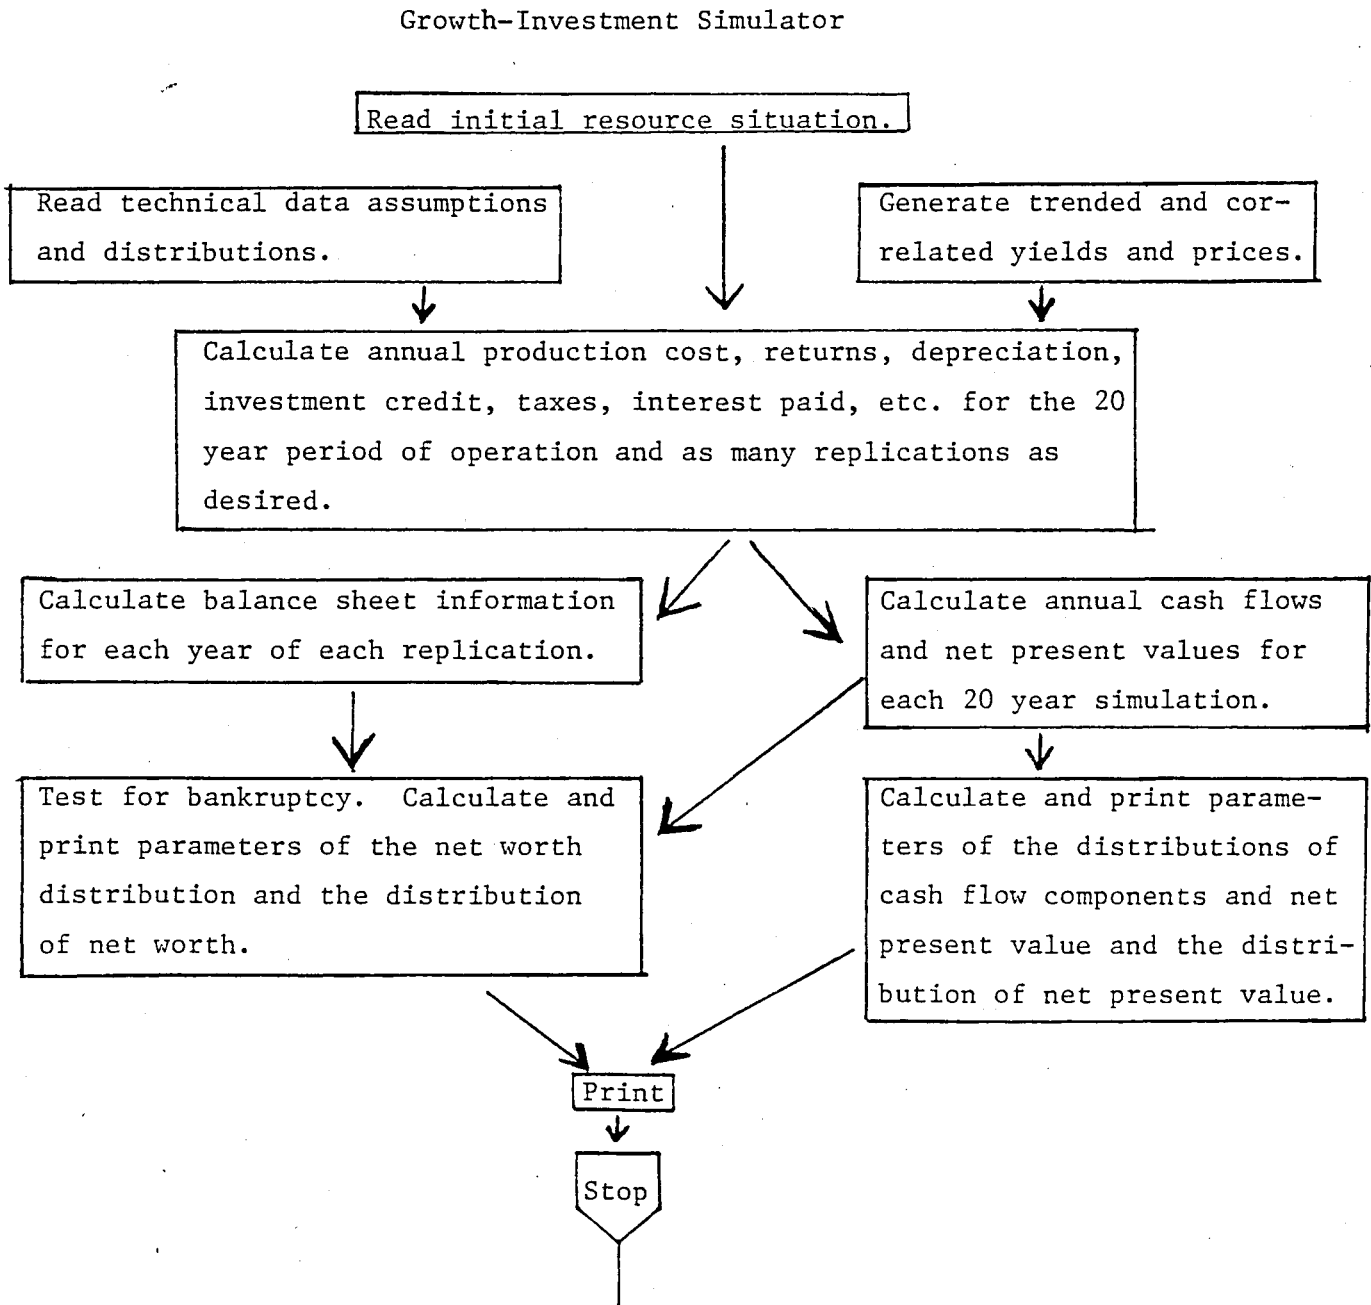 Growth-Investment Simulator
Read initial resource situation.
Read technical data assumptions
and distributions.
Generate trended and cor-
related yields and prices.
Calculate annual production cost, returns, depreciation,
investment credit, taxes, interest paid, etc. for the 20
year period of operation and as many replications as
desired.
Calculate balance sheet information
for each year of each replication.
Calculate annual cash flows
and net present values for
each 20 year simulation.
Test for bankruptcy.  Calculate and
print parameters of the net worth
distribution and the distribution
of net worth.
Calculate and print parame-
ters of the distributions of
cash flow components and net
present value and the distri-
bution of net present value.
Print
Stop